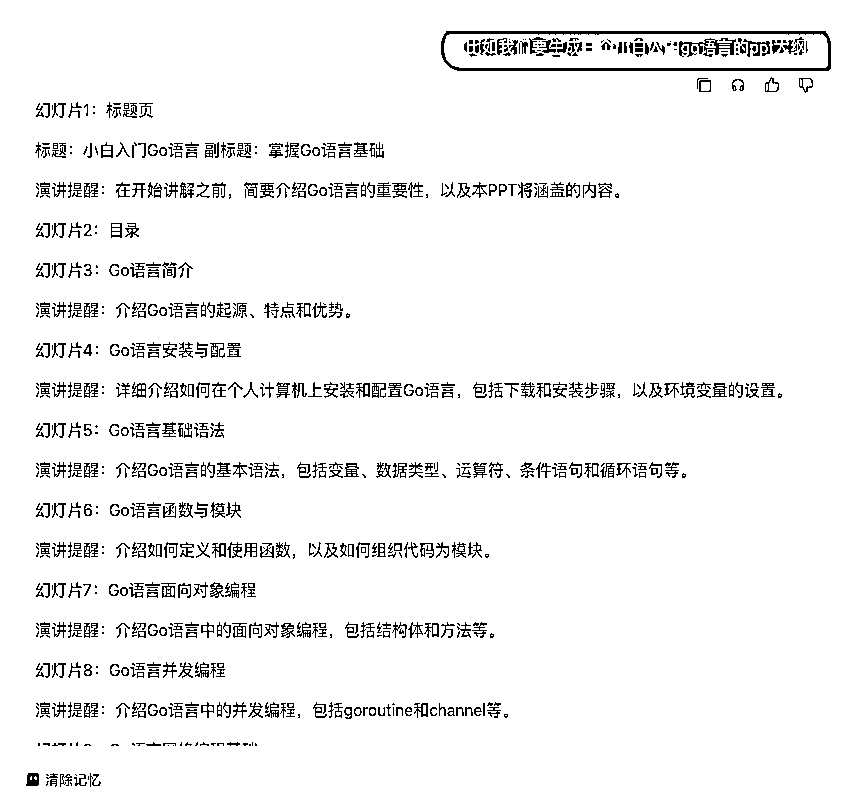 比如我们要生成一个小白入门go语言的ppt大纲
幻灯片1：标题页
标题：小白入门Go语言 副标题：掌握Go语言基础
演讲提醒：在开始讲解之前，简要介绍Go语言的重要性，以及本PPT将涵盖的内容。
幻灯片2：目录
幻灯片3：Go语言简介
演讲提醒：介绍Go语言的起源、特点和优势。
幻灯片4：Go语言安装与配置
演讲提醒：详细介绍如何在个人计算机上安装和配置Go语言，包括下载和安装步骤，以及环境变量的设置。
幻灯片5：Go语言基础语法
演讲提醒：介绍Go语言的基本语法，包括变量、数据类型、运算符、条件语句和循环语句等。
幻灯片6：Go语言函数与模块
演讲提醒：介绍如何定义和使用函数，以及如何组织代码为模块。
幻灯片7：Go语言面向对象编程
演讲提醒：介绍Go语言中的面向对象编程，包括结构体和方法等。
幻灯片8：Go语言并发编程
演讲提醒：介绍Go语言中的并发编程，包括goroutine和channel等。
清除记忆